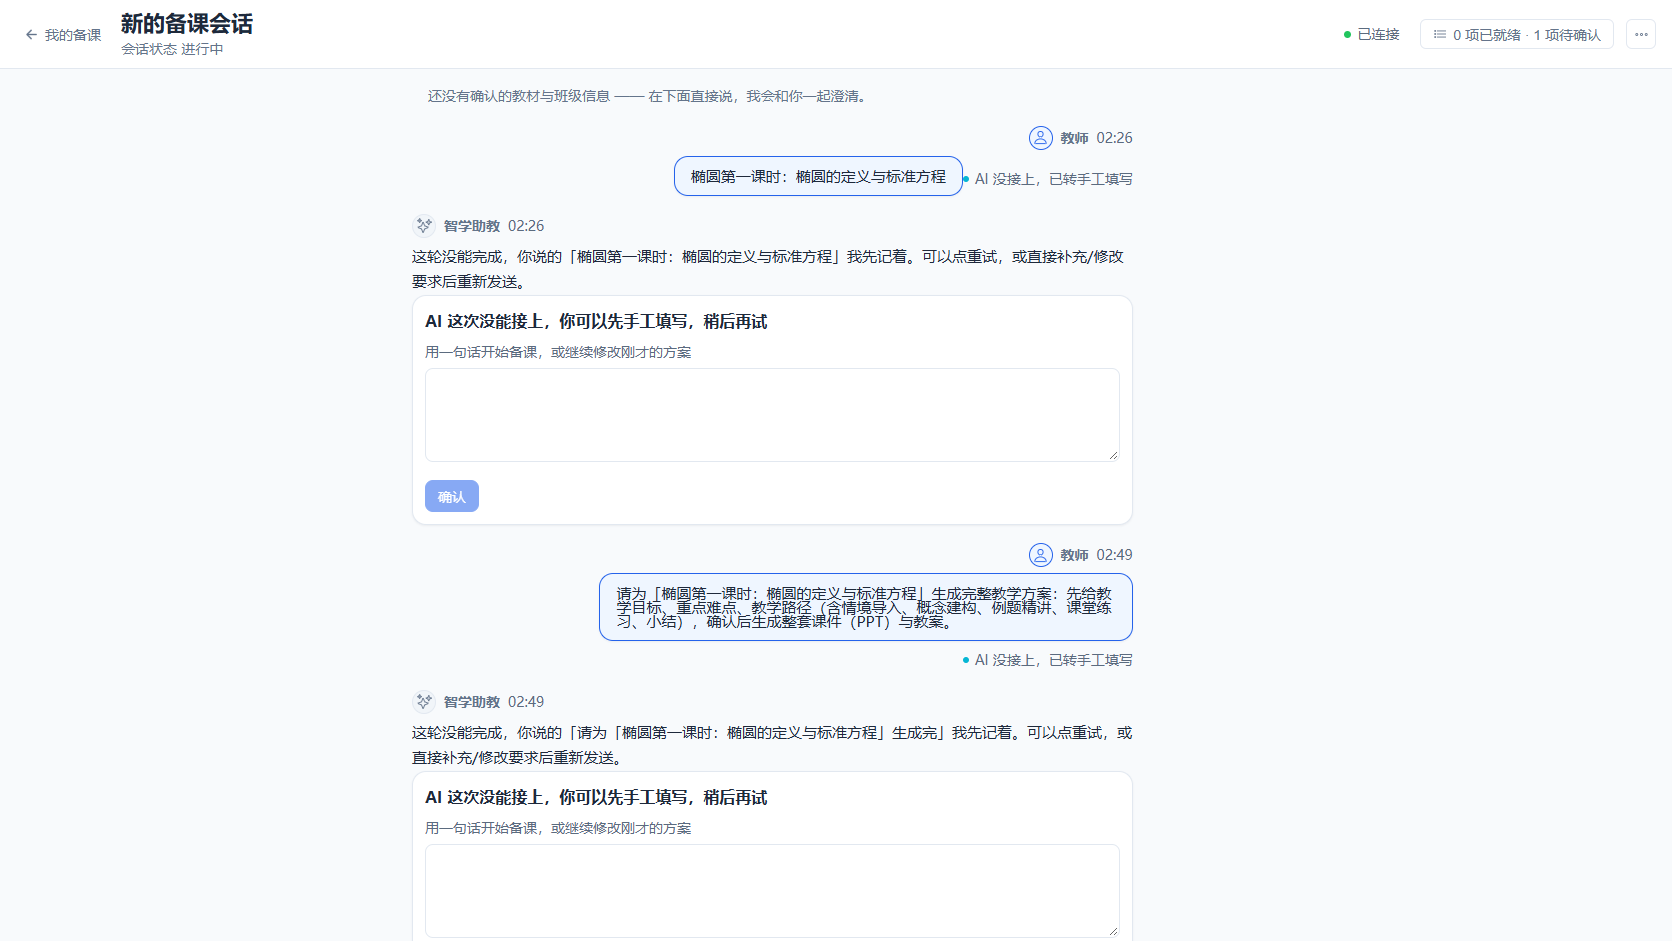 我的备课
新的备课会话
会话状态 进行中
已连接
0 项已就绪 · 1 项待确认
还没有确认的教材与班级信息 —— 在下面直接说，我会和你一起澄清。
教师 02:26
椭圆第一课时：椭圆的定义与标准方程
AI 没接上，已转手工填写
智学助教 02:26
这轮没能完成，你说的「椭圆第一课时：椭圆的定义与标准方程」我先记着。可以点重试，或直接补充/修改
要求后重新发送。
AI 这次没能接上，你可以先手工填写，稍后再试
用一句话开始备课，或继续修改刚才的方案
确认
教师 02:49
请为「椭圆第一课时：椭圆的定义与标准方程」生成完整教学方案：先给教
学目标、重点难点、教学路径（含情境导入、概念建构、例题精讲、课堂练
习、小结），确认后生成整套课件（PPT）与教案。
AI 没接上，已转手工填写
智学助教 02:49
这轮没能完成，你说的「请为「椭圆第一课时：椭圆的定义与标准方程」生成完」我先记着。可以点重试，或
直接补充/修改要求后重新发送。
AI 这次没能接上，你可以先手工填写，稍后再试
用一句话开始备课，或继续修改刚才的方案